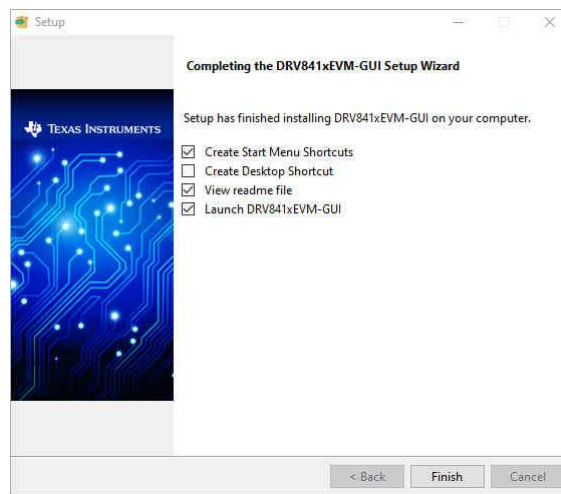 Setup
Completing the DRV841xEVM-GUI Setup Wizard
TEXAS INSTRUMENTS
Setup has finished installing DRV841xEVM-GUI on your computer.
Create Start Menu Shortcuts
Create Desktop Shortcut
View readme file
Launch DRV841xEVM-GUI
< Back Finish Cancel